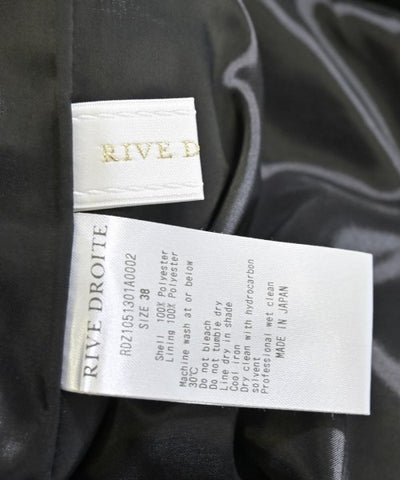 RIVE D
RIVE DROITE
RDZ1051301A0002
SIZE 38
Shell 100% Polyester
Lining 100% Polyester
Machine wash at or below
30℃
Do not bleach
Do not tumble dry
Line dry in shade
Cool iron
Dry clean with hydrocarbon
solvent
Professional wet clean
MADE IN JAPAN